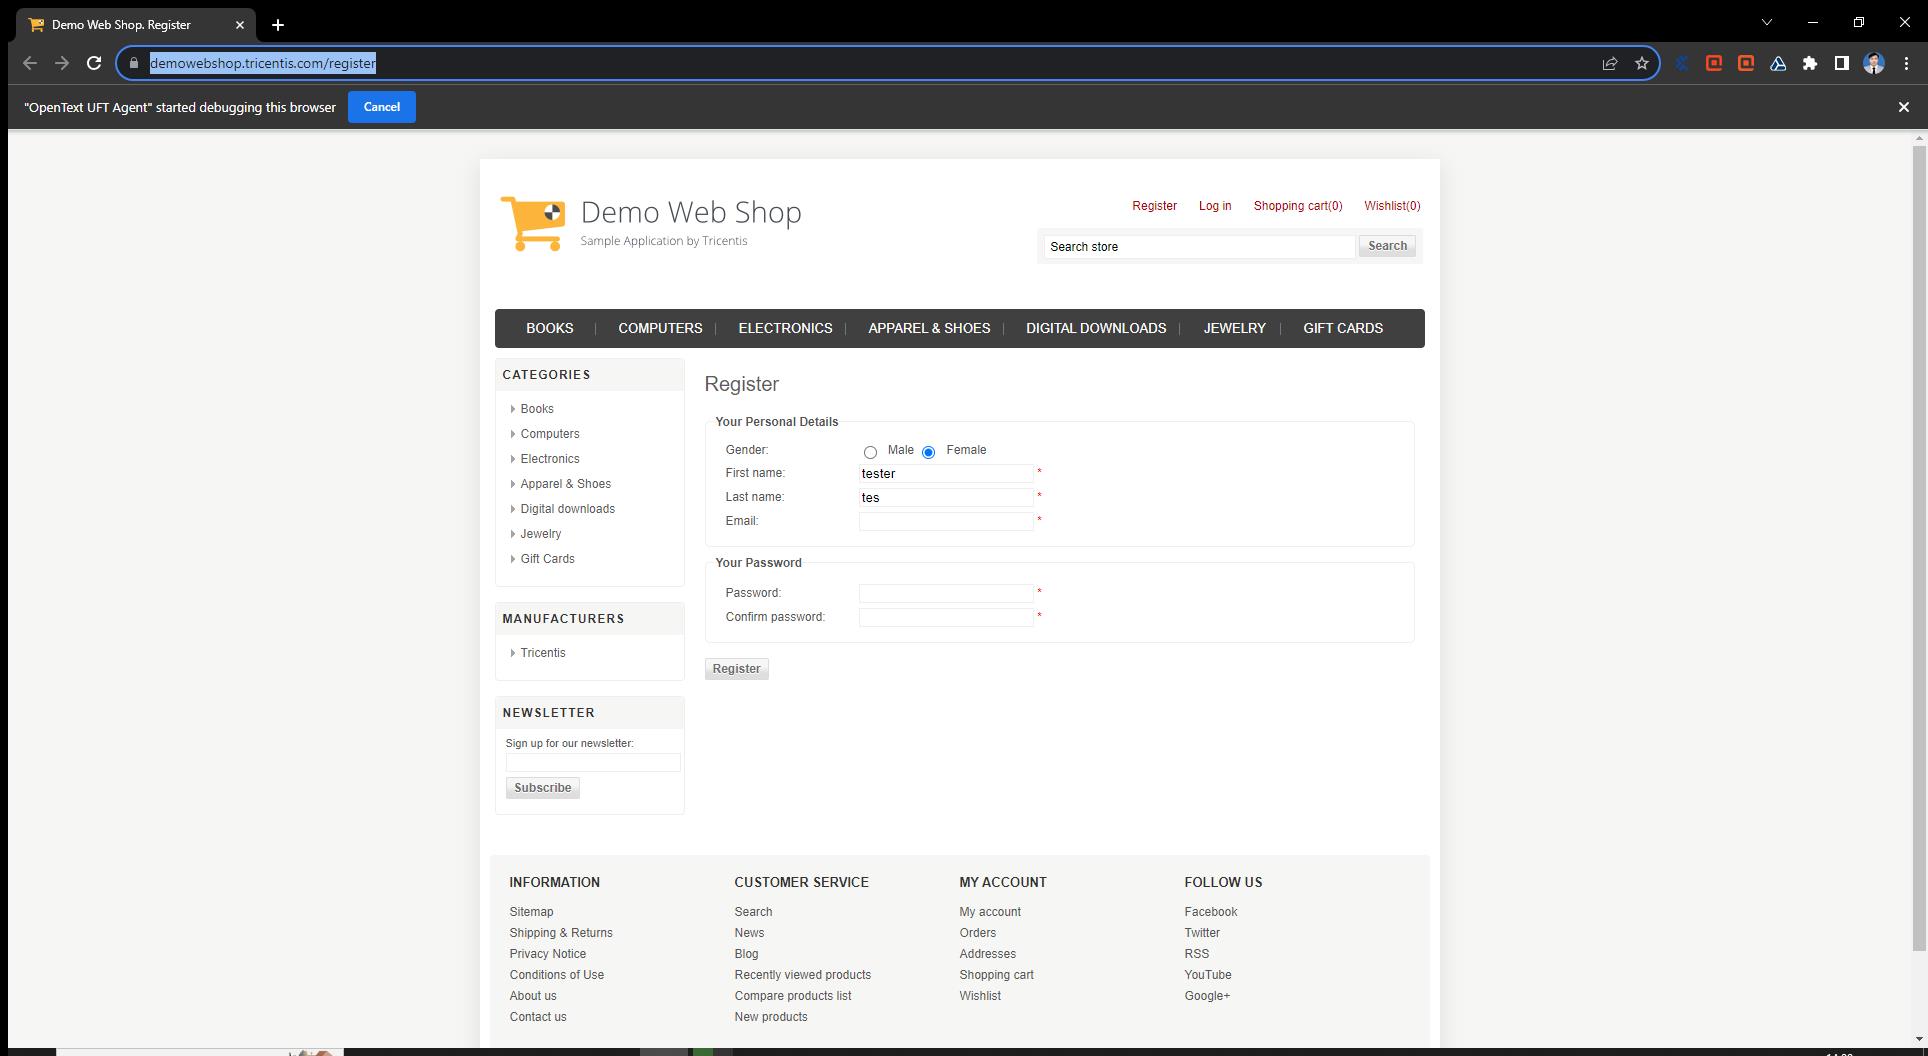 Demo Web Shop. Register
demowebshop.tricentis.com/register
"OpenText UFT Agent" started debugging this browser
Cancel
Demo Web Shop
Sample Application by Tricentis
Register Log in Shopping cart(0) Wishlist(0)
Search store Search
BOOKS COMPUTERS ELECTRONICS APPAREL & SHOES DIGITAL DOWNLOADS JEWELRY GIFT CARDS
CATEGORIES
Books
Computers
Electronics
Apparel & Shoes
Digital downloads
Jewelry
Gift Cards
MANUFACTURERS
Tricentis
NEWSLETTER
Sign up for our newsletter:
Subscribe
Register
Your Personal Details
Gender: Male Female
First name: tester *
Last name: tes *
Email: *
Your Password
Password: *
Confirm password: *
Register
INFORMATION
Sitemap
Shipping & Returns
Privacy Notice
Conditions of Use
About us
Contact us
CUSTOMER SERVICE
Search
News
Blog
Recently viewed products
Compare products list
New products
MY ACCOUNT
My account
Orders
Addresses
Shopping cart
Wishlist
FOLLOW US
Facebook
Twitter
RSS
YouTube
Google+